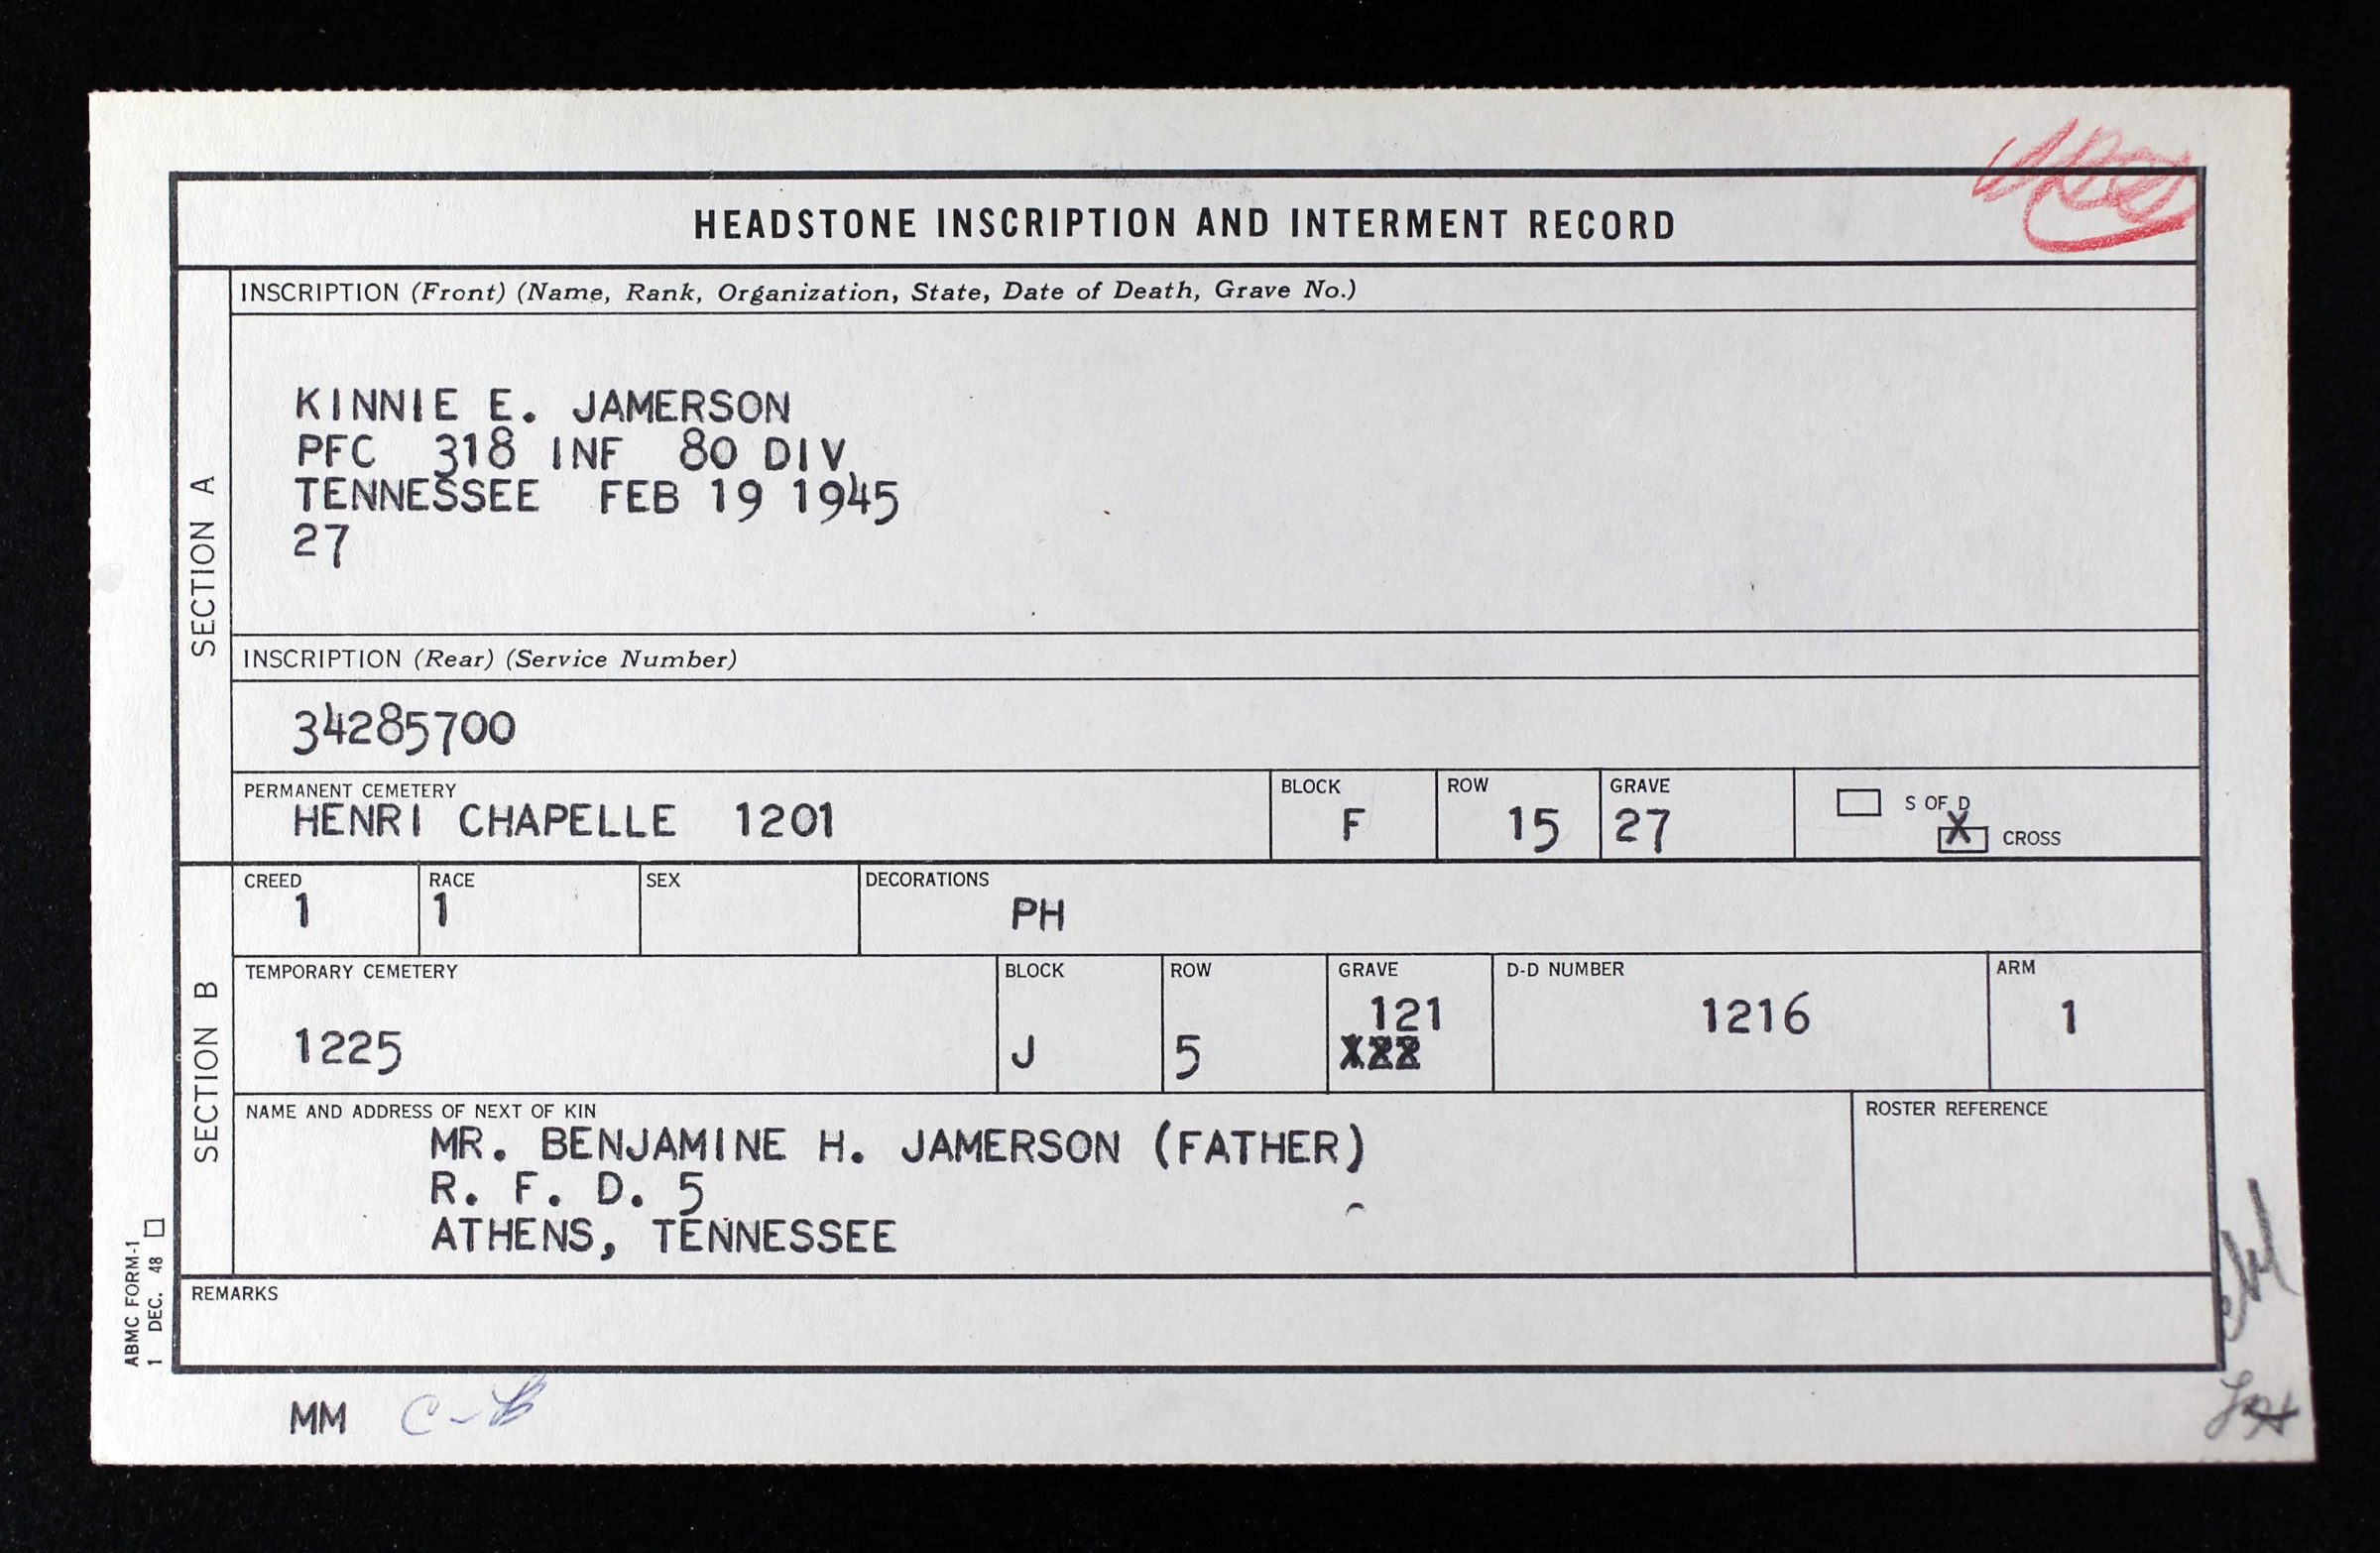 HEADSTONE INSCRIPTION AND INTERMENT RECORD
SECTION A
INSCRIPTION (Front) (Name, Rank, Organization, State, Date of Death, Grave No.)
KINNIE E. JAMERSON
PFC 318 INF 80 DIV
TENNESSEE FEB 19 1945
27
INSCRIPTION (Rear) (Service Number)
34285700
PERMANENT CEMETERY
HENRI CHAPELLE 1201
BLOCK
F
ROW
15
GRAVE
27
S OF D
X CROSS
SECTION B
CREED
1
RACE
1
SEX
DECORATIONS
PH
TEMPORARY CEMETERY
1225
BLOCK
J
ROW
5
GRAVE
121
D-D NUMBER
1216
ARM
1
NAME AND ADDRESS OF NEXT OF KIN
MR. BENJAMINE H. JAMERSON (FATHER)
R. F. D. 5
ATHENS, TENNESSEE
ROSTER REFERENCE
REMARKS
ABMC FORM-1
1 DEC. 48
MM